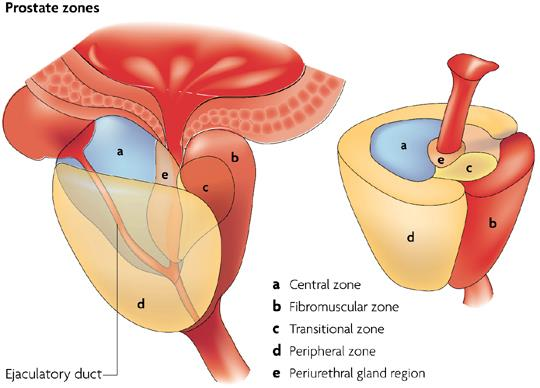 Prostate zones
a
e
b
c
d
a
e
c
d
b
a Central zone
b Fibromuscular zone
c Transitional zone
d Peripheral zone
e Periurethral gland region
Ejaculatory duct